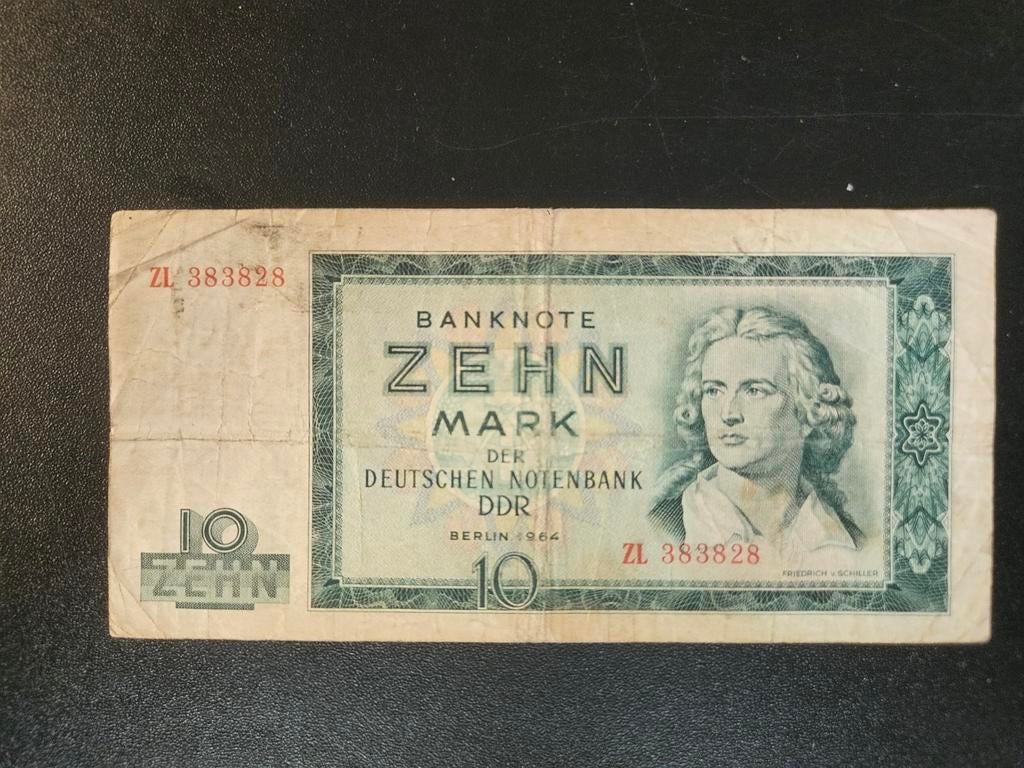 ZL 383828
BANKNOTE
ZEHN
MARK
DER
DEUTSCHEN NOTENBANK
DDR
BERLIN 1964
10
ZL 383828
FRIEDRICH v. SCHILLER
10
ZEHN